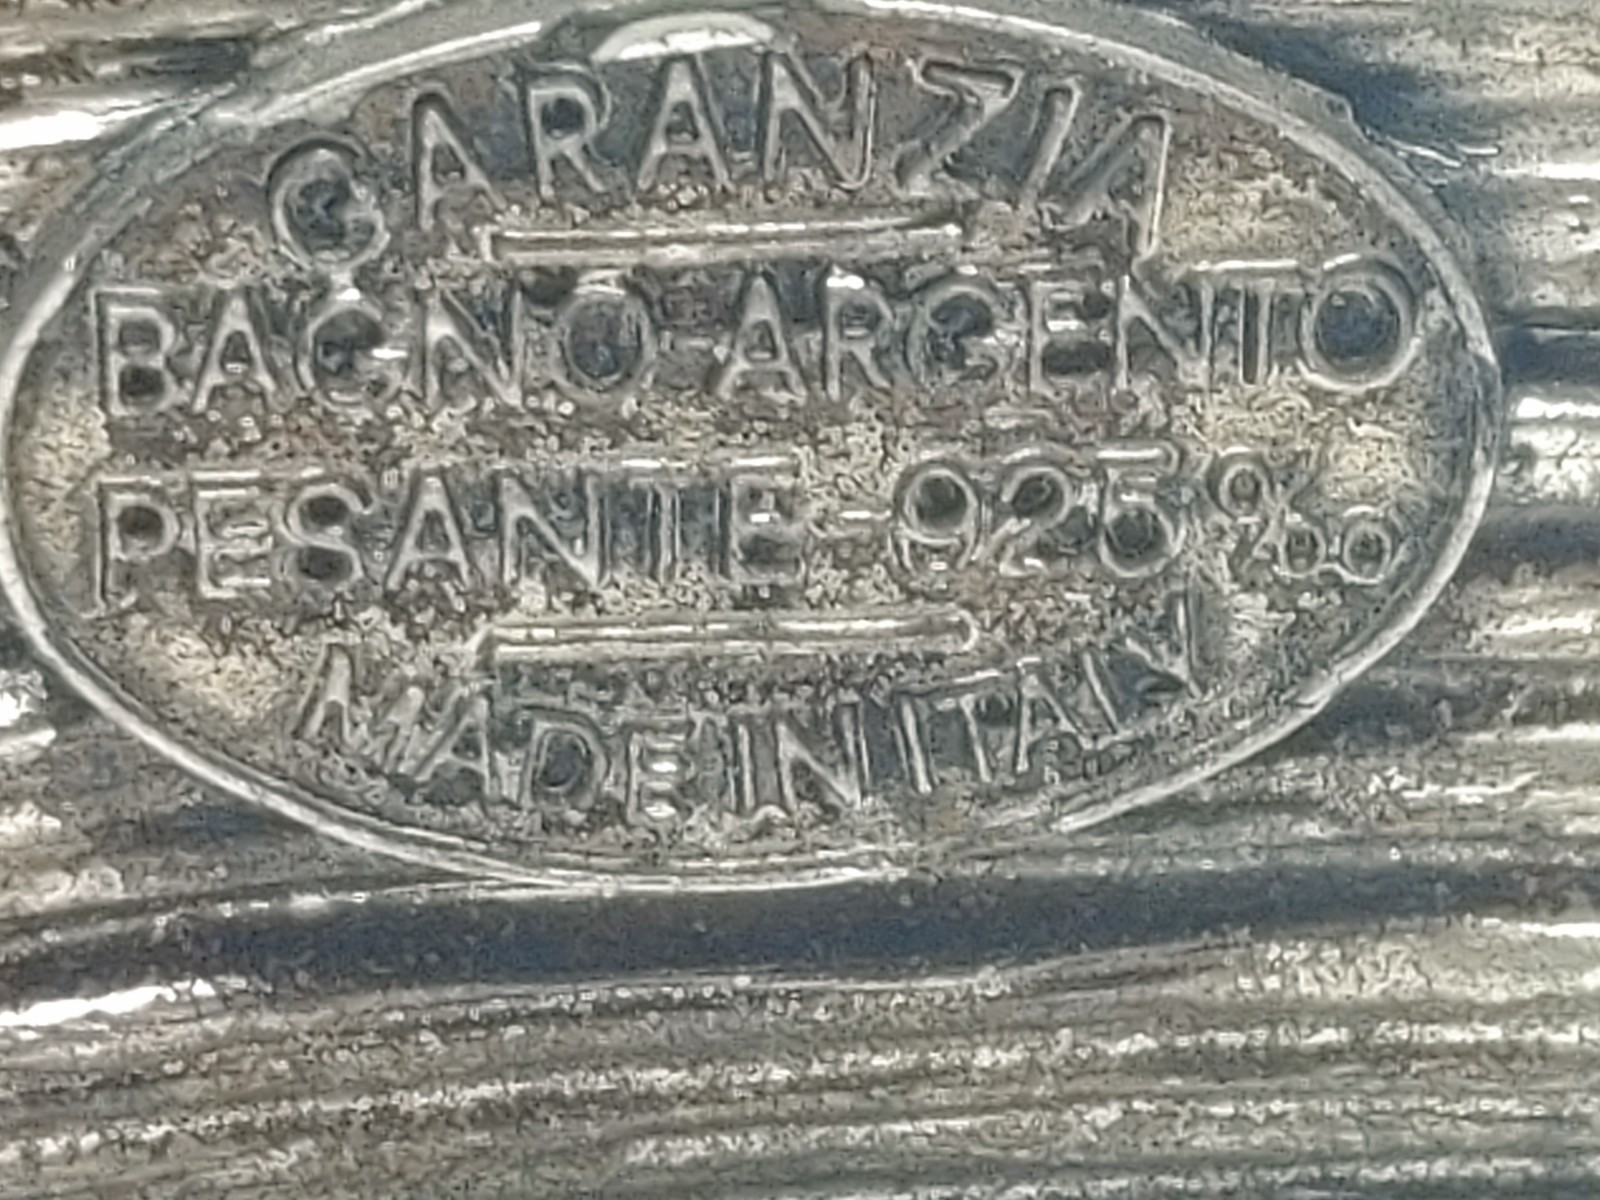 GARANZIA
BAGNO-ARGENTO
PESANTE-925‰
MADE IN ITALY